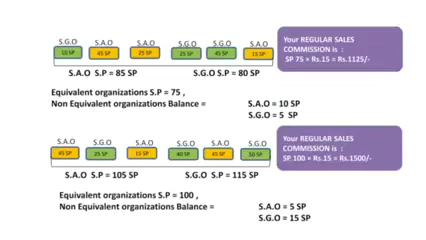 S.G.O S.A.O S.A.O S.G.O S.G.O S.A.O
10 SP 45 SP 25 SP 25 SP 45 SP 15 SP
S.A.O S.P = 85 SP S.G.O S.P = 80 SP
Your REGULAR SALES
COMMISSION is :
SP 75 × Rs.15 = Rs.1125/-
Equivalent organizations S.P = 75 ,
Non Equivalent organizations Balance = S.A.O = 10 SP
S.G.O = 5 SP
S.A.O S.G.O S.A.O S.G.O S.A.O S.G.O
45 SP 25 SP 15 SP 40 SP 45 SP 50 SP
S.A.O S.P = 105 SP S.G.O S.P = 115 SP
Your REGULAR SALES
COMMISSION is :
SP 100 × Rs.15 = Rs.1500/-
Equivalent organizations S.P = 100 ,
Non Equivalent organizations Balance = S.A.O = 5 SP
S.G.O = 15 SP